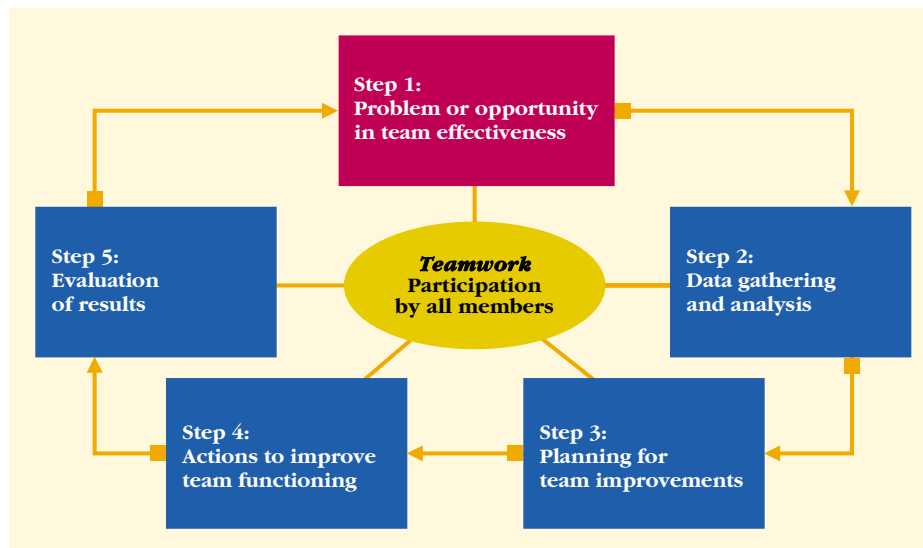 Step 1:
Problem or opportunity
in team effectiveness
Step 5:
Evaluation
of results
Teamwork
Participation
by all members
Step 2:
Data gathering
and analysis
Step 4:
Actions to improve
team functioning
Step 3:
Planning for
team improvements